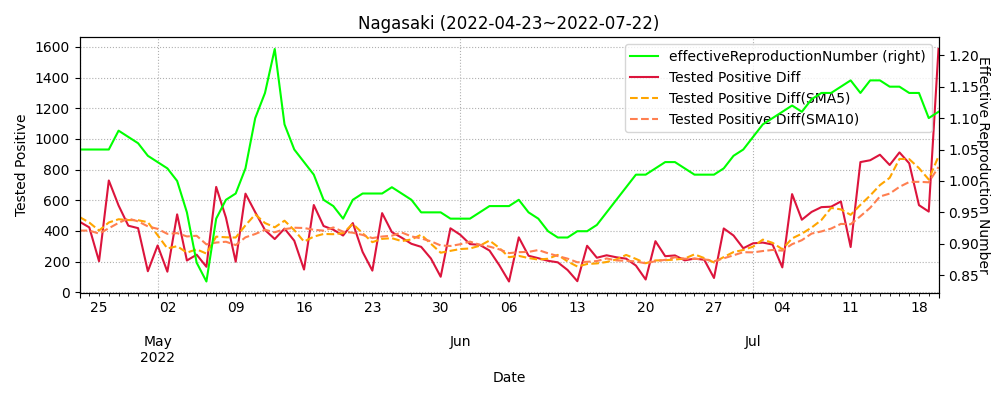 Nagasaki (2022-04-23~2022-07-22)
effectiveReproductionNumber (right)
Tested Positive Diff
Tested Positive Diff(SMA5)
Tested Positive Diff(SMA10)
Tested Positive
1600
1400
1200
1000
800
600
400
200
0
Effective Reproduction Number
1.20
1.15
1.10
1.05
1.00
0.95
0.90
0.85
25 02 09 16 23 30 06 13 20 27 04 11 18
May Jun Jul
2022
Date